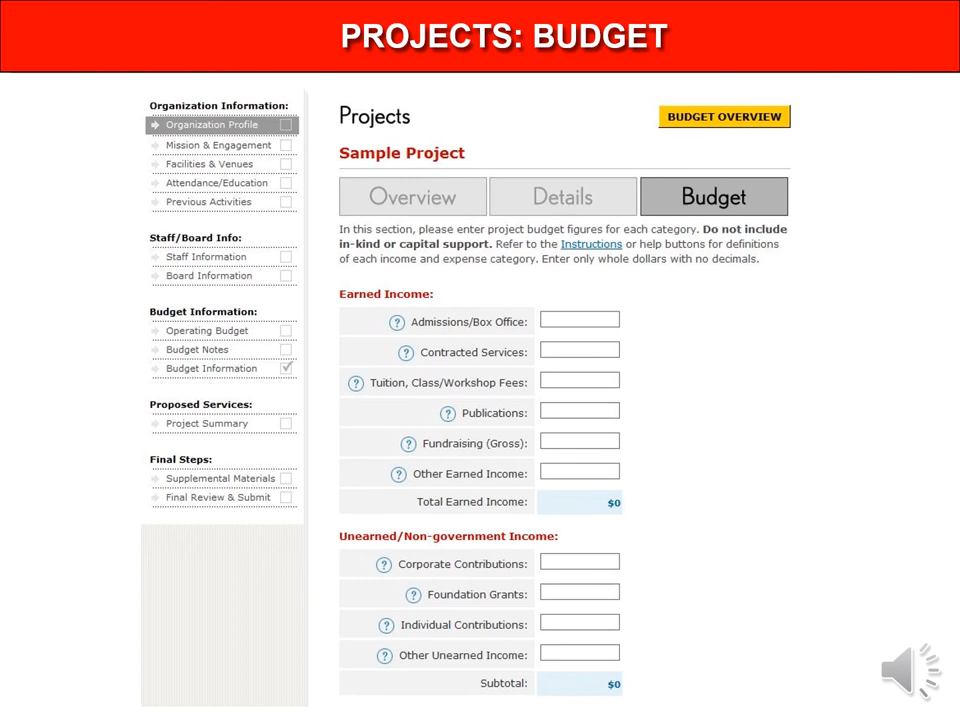 PROJECTS: BUDGET
Organization Information:
Organization Profile
Mission & Engagement
Facilities & Venues
Attendance/Education
Previous Activities
Staff/Board Info:
Staff Information
Board Information
Budget Information:
Operating Budget
Budget Notes
Budget Information
Proposed Services:
Project Summary
Final Steps:
Supplemental Materials
Final Review & Submit
Projects
BUDGET OVERVIEW
Sample Project
Overview
Details
Budget
In this section, please enter project budget figures for each category. Do not include
in-kind or capital support. Refer to the Instructions or help buttons for definitions
of each income and expense category. Enter only whole dollars with no decimals.
Earned Income:
? Admissions/Box Office:
? Contracted Services:
? Tuition, Class/Workshop Fees:
? Publications:
? Fundraising (Gross):
? Other Earned Income:
Total Earned Income: $0
Unearned/Non-government Income:
? Corporate Contributions:
? Foundation Grants:
? Individual Contributions:
? Other Unearned Income:
Subtotal: $0